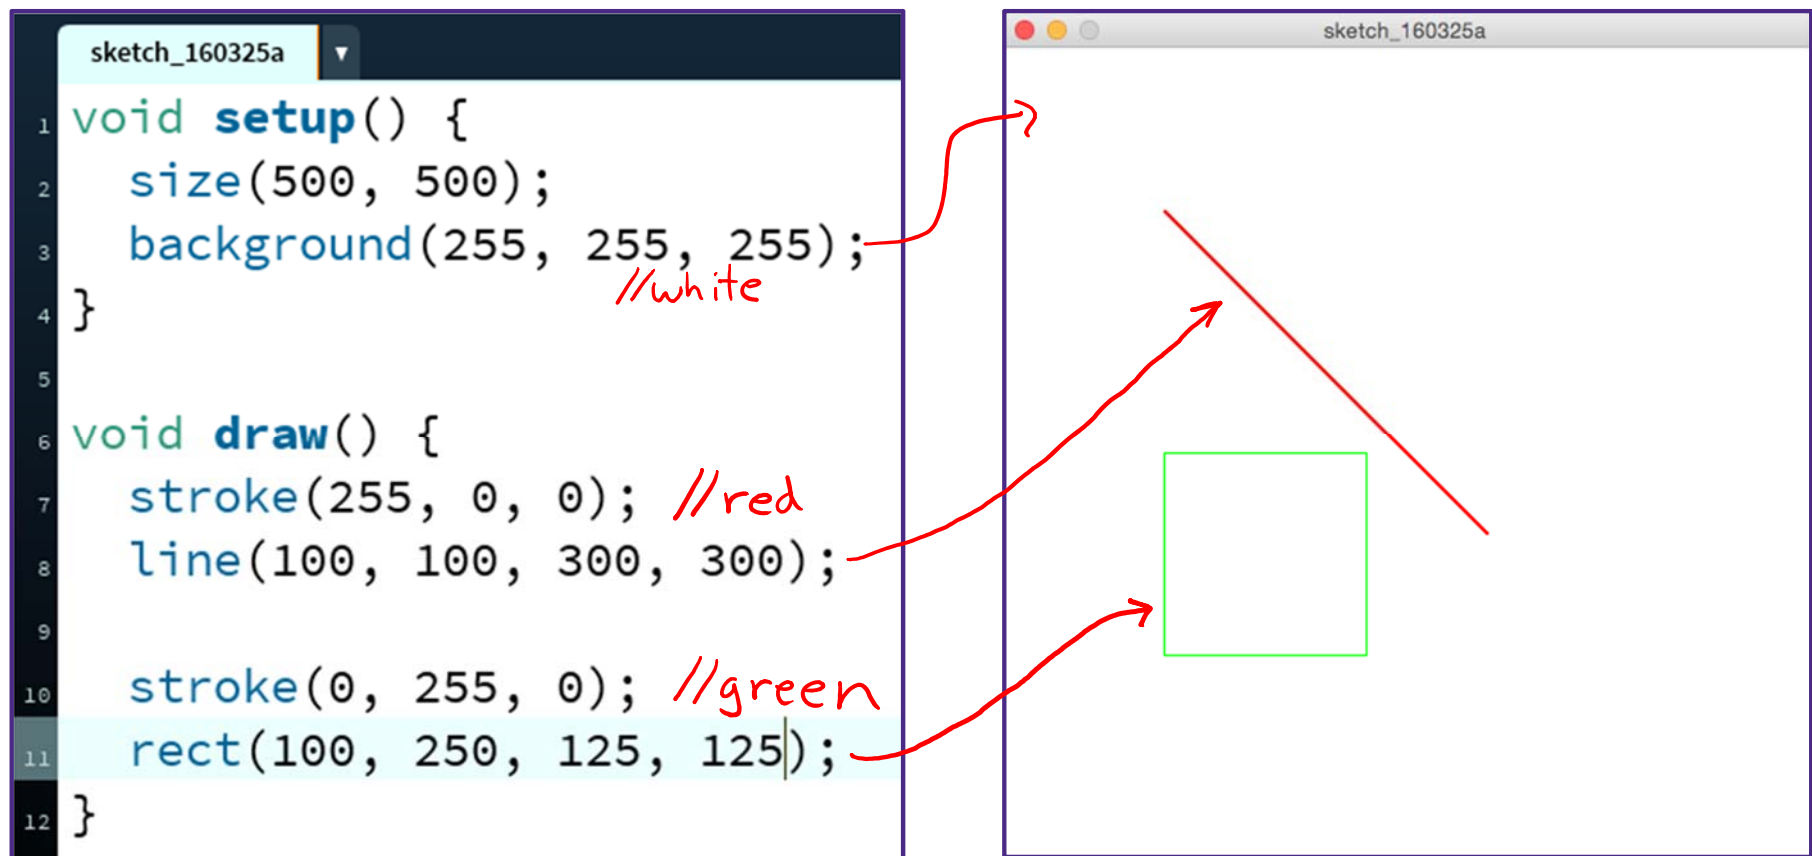 sketch_160325a ▼
1 void setup() {
2 size(500, 500);
3 background(255, 255, 255);
//white
4 }
5
6 void draw() {
7 stroke(255, 0, 0); //red
8 line(100, 100, 300, 300);
9
10 stroke(0, 255, 0); //green
11 rect(100, 250, 125, 125);
12 }
sketch_160325a